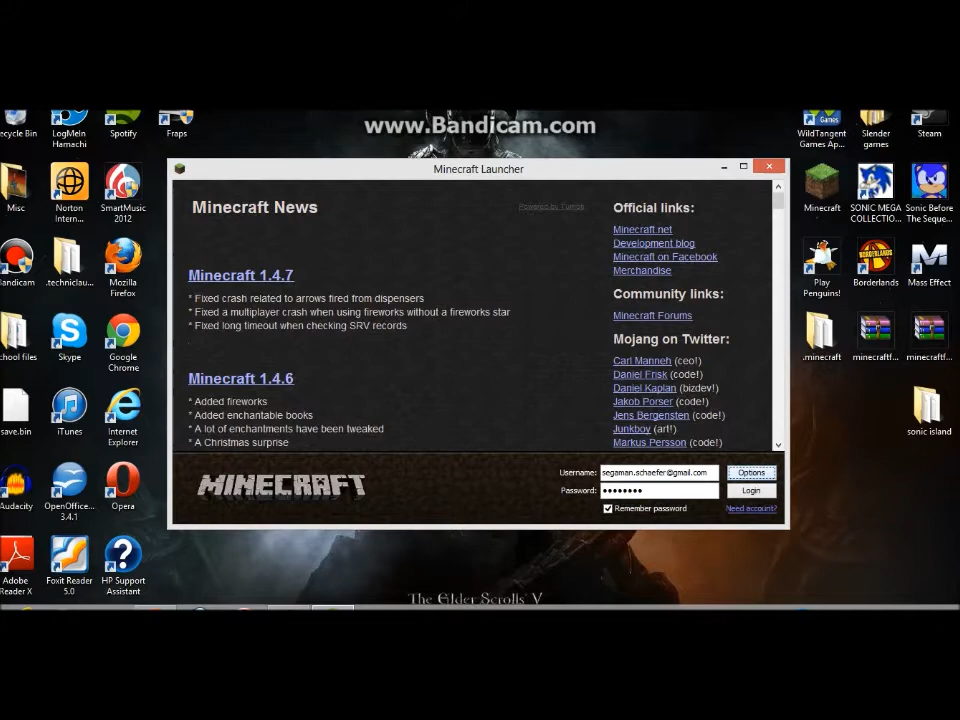 www.Bandicam.com
ecycle Bin
LogMeIn
Hamachi
Spotify
Fraps
WildTangent
Games Ap...
Slender
games
Steam
Games
Minecraft Launcher
Misc
Norton
Intern...
SmartMusic
2012
Minecraft
SONIC MEGA
COLLECTIO...
Sonic Before
The Seque...
Minecraft News
Powered by Tumblr
Official links:
Minecraft.net
Development blog
Minecraft on Facebook
Merchandise
Community links:
Minecraft Forums
Mojang on Twitter:
Carl Manneh (ceo!)
Daniel Frisk (code!)
Daniel Kaplan (bizdev!)
Jakob Porser (code!)
Jens Bergensten (code!)
Junkboy (art!)
Markus Persson (code!)
Minecraft 1.4.7
* Fixed crash related to arrows fired from dispensers
* Fixed a multiplayer crash when using fireworks without a fireworks star
* Fixed long timeout when checking SRV records
Minecraft 1.4.6
* Added fireworks
* Added enchantable books
* A lot of enchantments have been tweaked
* A Christmas surprise
andicam
.techniclau...
Mozilla
Firefox
Play
Penguins!
Borderlands
Mass Effect
chool files
Skype
Google
Chrome
.minecraft
minecraftf...
minecraftf...
save.bin
iTunes
Internet
Explorer
sonic island
MINECRAFT
Username: segaman.schaefer@gmail.com Options
Password: •••••••• Login
Remember password Need account?
Audacity
OpenOffice...
3.4.1
Opera
Adobe
Reader X
Foxit Reader
5.0
HP Support
Assistant
The Elder Scrolls V